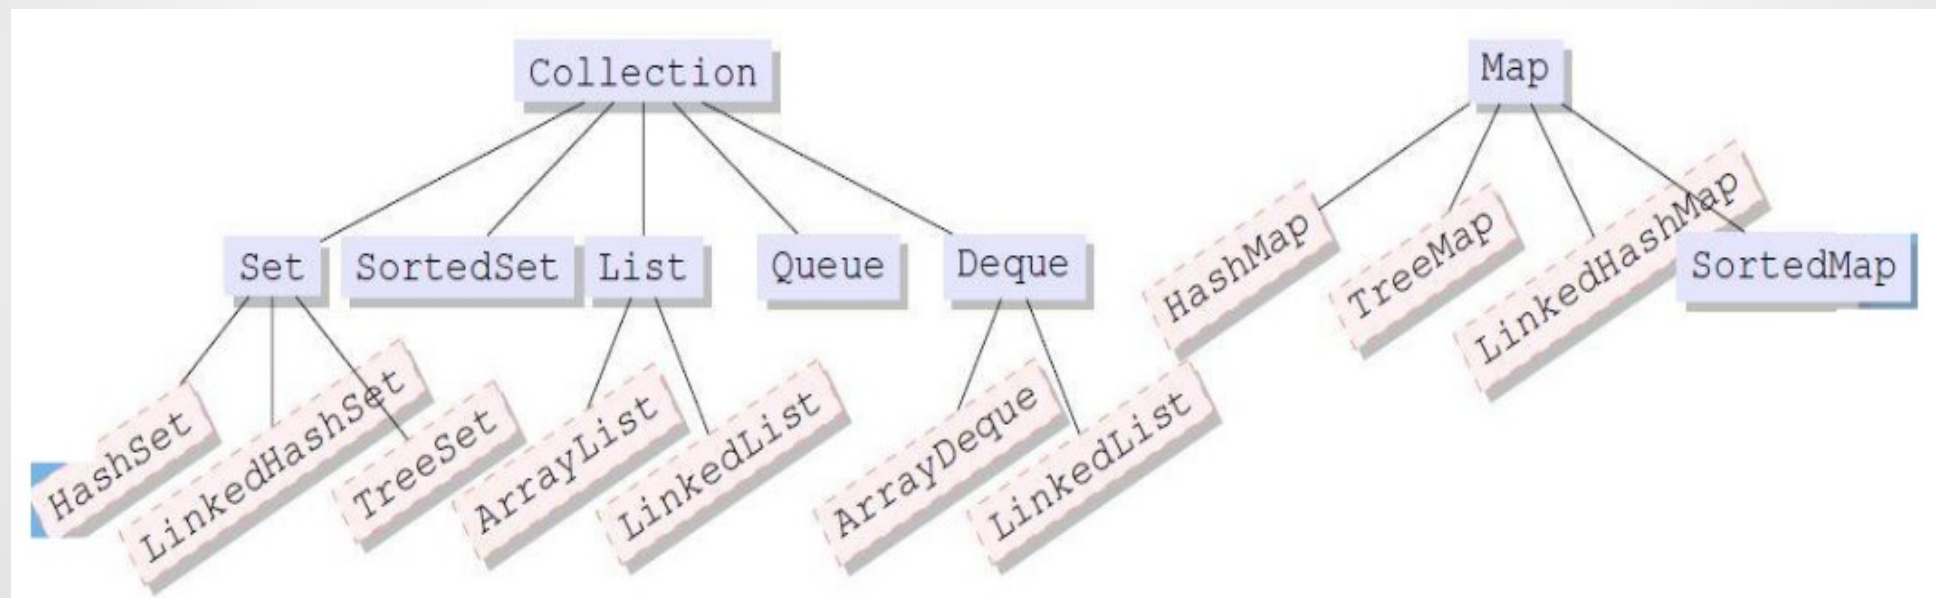 Collection
Map
Set
SortedSet
List
Queue
Deque
SortedMap
HashMap
TreeMap
LinkedHashMap
HashSet
LinkedHashSet
TreeSet
ArrayList
LinkedList
ArrayDeque
LinkedList